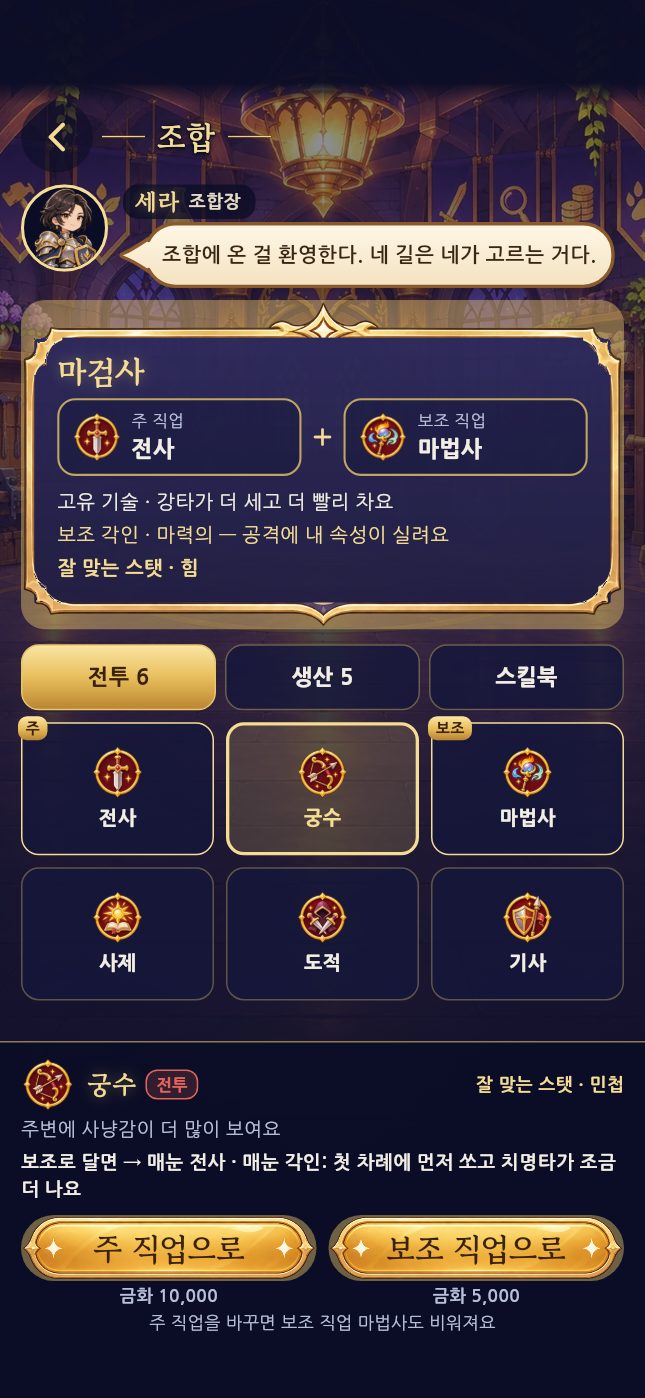 조합
세라 조합장
조합에 온 걸 환영한다. 네 길은 네가 고르는 거다.
마검사
주 직업
전사
+
보조 직업
마법사
고유 기술 · 강타가 더 세고 더 빨리 차요
보조 각인 · 마력의 — 공격에 내 속성이 실려요
잘 맞는 스탯 · 힘
전투 6
생산 5
스킬북
주
전사
궁수
보조
마법사
사제
도적
기사
궁수 전투
잘 맞는 스탯 · 민첩
주변에 사냥감이 더 많이 보여요
보조로 달면 → 매눈 전사 · 매눈 각인: 첫 차례에 먼저 쏘고 치명타가 조금
더 나요
주 직업으로
보조 직업으로
금화 10,000
금화 5,000
주 직업을 바꾸면 보조 직업 마법사도 비워져요